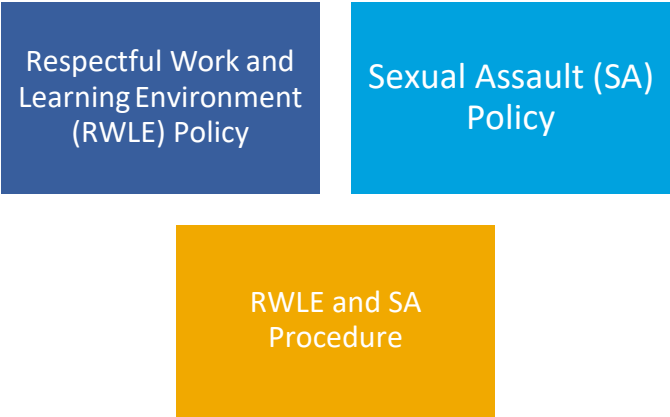 Respectful Work and
Learning Environment
(RWLE) Policy
Sexual Assault (SA)
Policy
RWLE and SA
Procedure